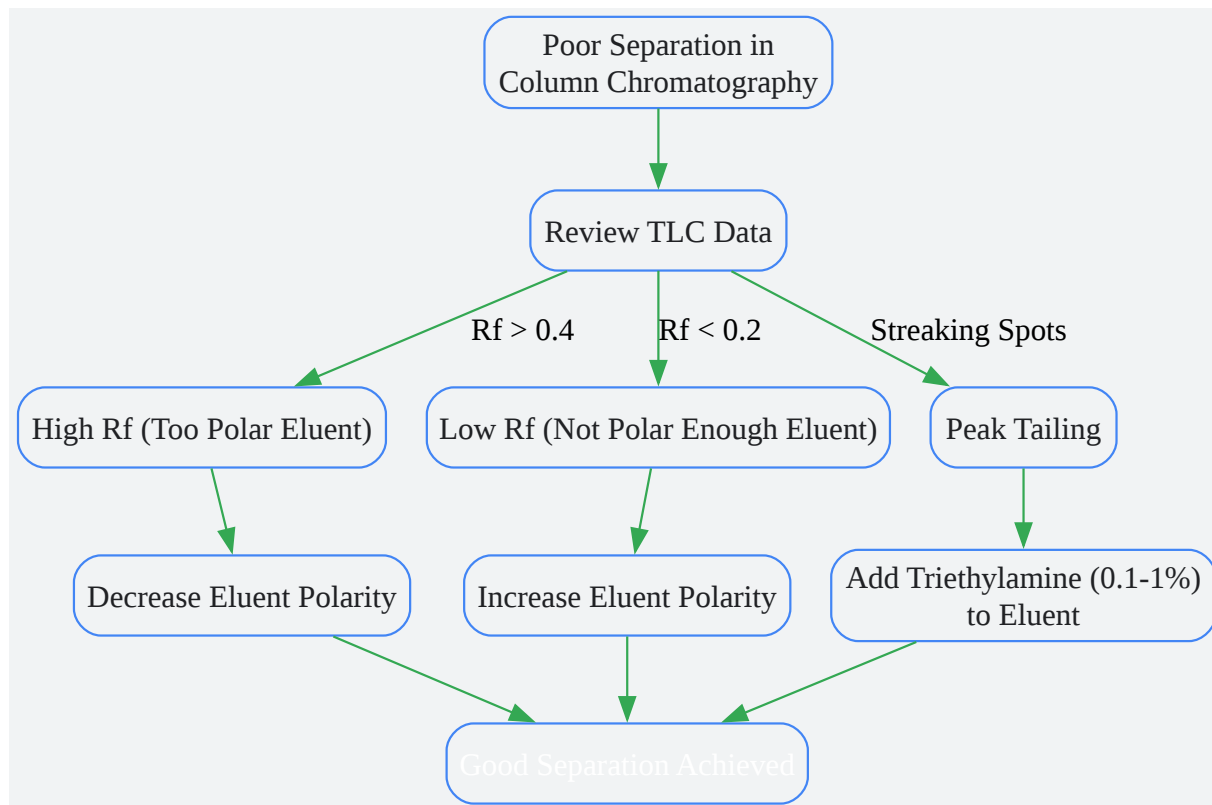 Poor Separation in
Column Chromatography
Review TLC Data
Rf > 0.4
Rf < 0.2
Streaking Spots
High Rf (Too Polar Eluent)
Low Rf (Not Polar Enough Eluent)
Peak Tailing
Decrease Eluent Polarity
Increase Eluent Polarity
Add Triethylamine (0.1-1%)
to Eluent
Good Separation Achieved